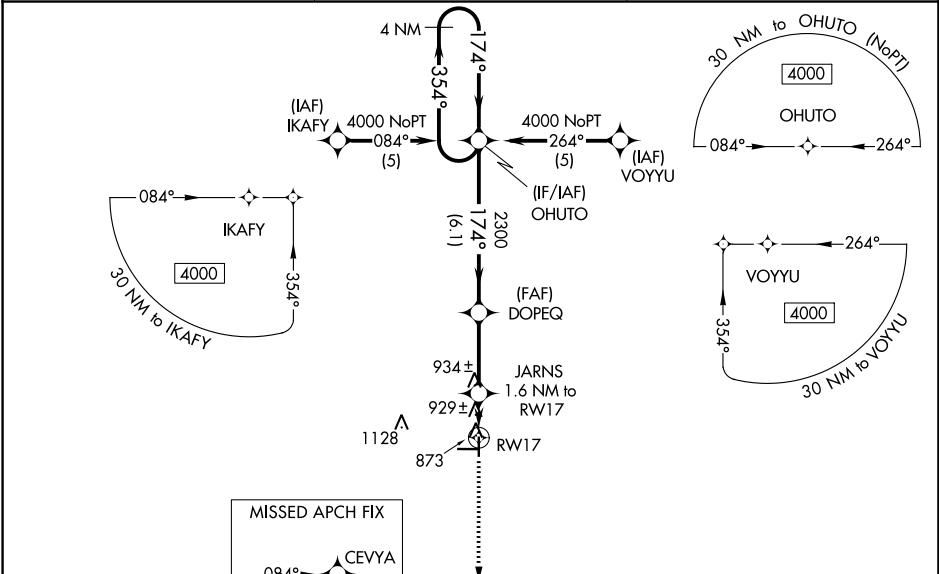 4 NM
174°
354°
(IAF)
IKAFY
4000 NoPT
084°
(5)
4000 NoPT
264°
(5)
(IAF)
VOYYU
(IF/IAF)
OHUTO
30 NM to OHUTO (NoPT)
4000
OHUTO
084°
264°
084°
IKAFY
4000
354°
30 NM to IKAFY
2300
174°
(6.1)
264°
VOYYU
4000
354°
30 NM to VOYYU
(FAF)
DOPEQ
934±
JARNS
1.6 NM to
RW17
929±
1128
873
RW17
MISSED APCH FIX
CEVYA
084°